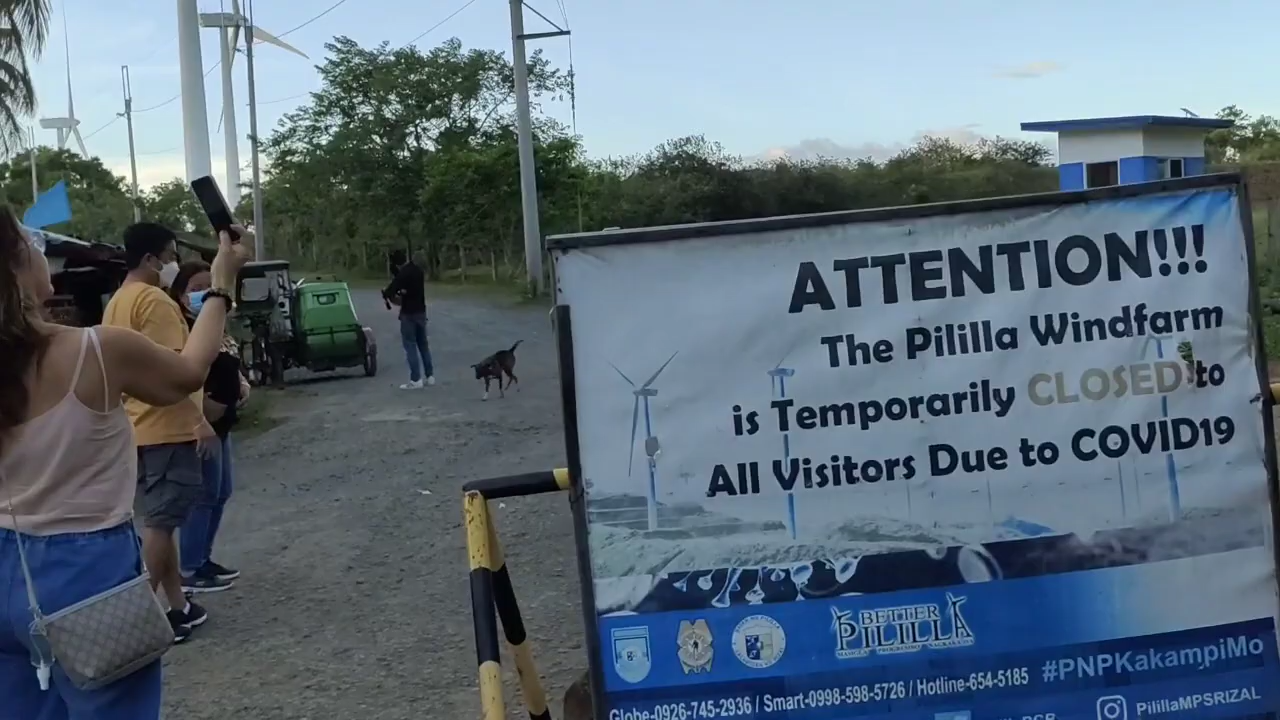 ATTENTION!!!
The Pililla Windfarm
is Temporarily CLOSED to
All Visitors Due to COVID19
BETTER
PILILLA
#PNPKakampiMo
Globe-0926-745-2936 / Smart-0998-598-5726 / Hotline-654-5185
PilillaMPSRIZAL